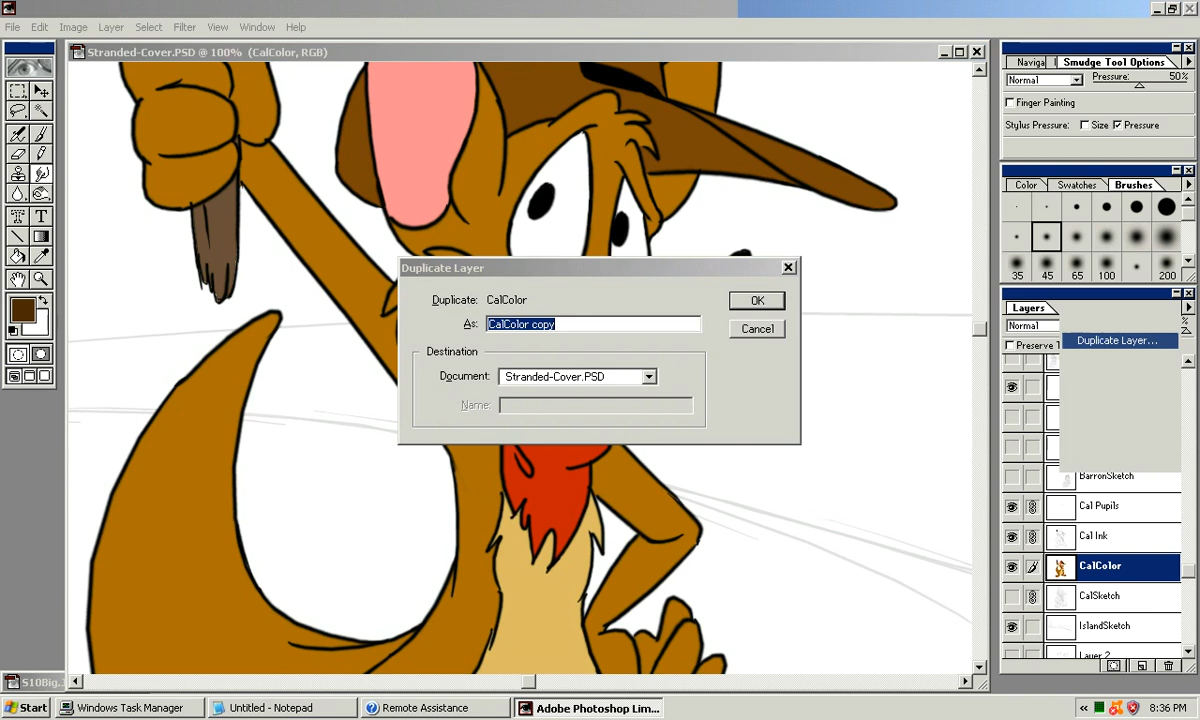 File Edit Image Layer Select Filter View Window Help
Stranded-Cover.PSD @ 100% (CalColor, RGB)
Smudge Tool Options
Normal Pressure: 50%
Finger Painting
Stylus Pressure: Size Pressure
Color Swatches Brushes
35 45 65 100 200
Duplicate Layer
Duplicate: CalColor
As: CalColor copy
OK
Cancel
Destination
Document: Stranded-Cover.PSD
Name:
Layers
Normal %
Duplicate Layer...
BarronSketch
Cal Pupils
Cal Ink
CalColor
CalSketch
IslandSketch
Layer 2
Start Windows Task Manager Untitled - Notepad Remote Assistance Adobe Photoshop Lim... 8:36 PM